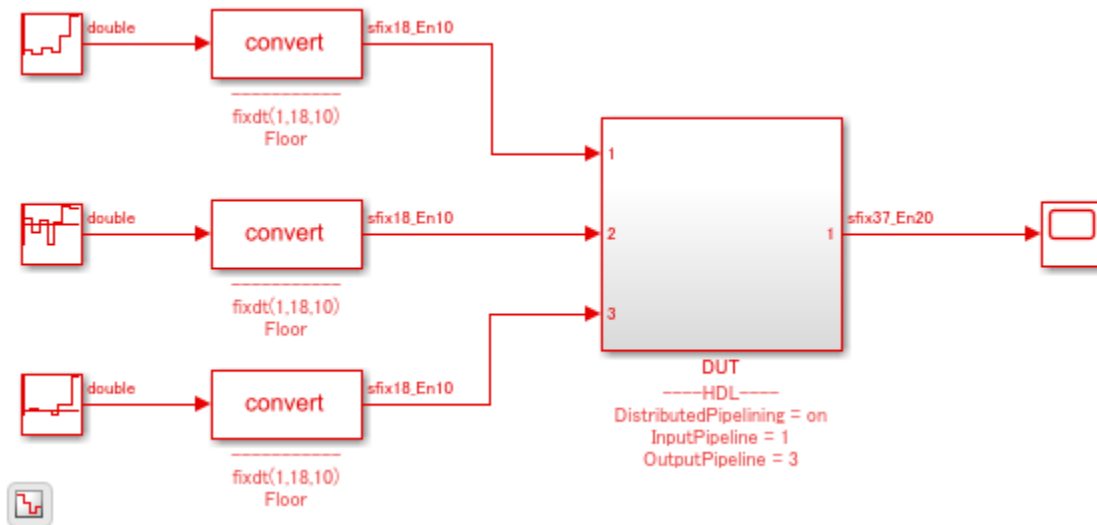 double
convert
sfix18_En10
-----------
fixdt(1,18,10)
Floor
double
convert
sfix18_En10
-----------
fixdt(1,18,10)
Floor
double
convert
sfix18_En10
-----------
fixdt(1,18,10)
Floor
1
2
3
1
sfix37_En20
DUT
----HDL----
DistributedPipelining = on
InputPipeline = 1
OutputPipeline = 3